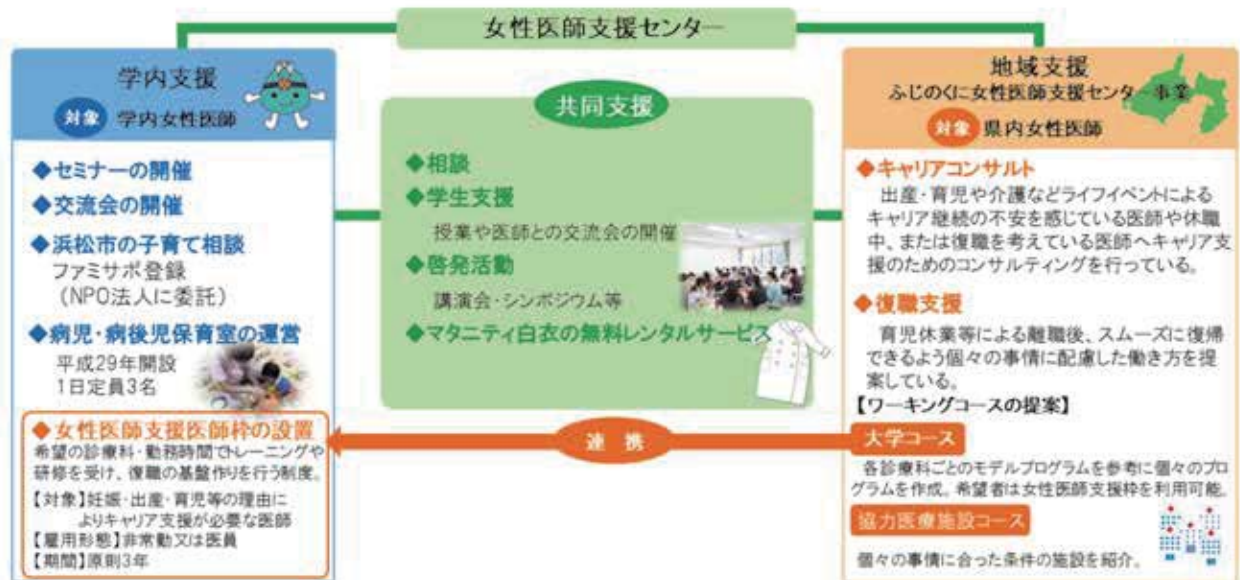 女性医師支援センター
学内支援
対象 学内女性医師
◆セミナーの開催
◆交流会の開催
◆浜松市の子育て相談
ファミサポ登録
（NPO法人に委託）
◆病児・病後児保育室の運営
平成29年開設
1日定員3名
◆女性医師支援医師枠の設置
希望の診療科・勤務時間でトレーニングや
研修を受け、復職の基盤作りを行う制度。
【対象】妊娠・出産・育児等の理由に
よりキャリア支援が必要な医師
【雇用形態】非常勤又は医員
【期間】原則3年
共同支援
◆相談
◆学生支援
授業や医師との交流会の開催
◆啓発活動
講演会・シンポジウム等
◆マタニティ白衣の無料レンタルサービス
連携
地域支援
ふじのくに女性医師支援センター事業
対象 県内女性医師
◆キャリアコンサルト
出産・育児や介護などライフイベントによる
キャリア継続の不安を感じている医師や休職
中、または復職を考えている医師へキャリア支
援のためのコンサルティングを行っている。
◆復職支援
育児休業等による離職後、スムーズに復帰
できるよう個々の事情に配慮した働き方を提
案している。
【ワーキングコースの提案】
大学コース
各診療科ごとのモデルプログラムを参考に個々のプロ
グラムを作成。希望者は女性医師支援枠を利用可能。
協力医療施設コース
個々の事情に合った条件の施設を紹介。